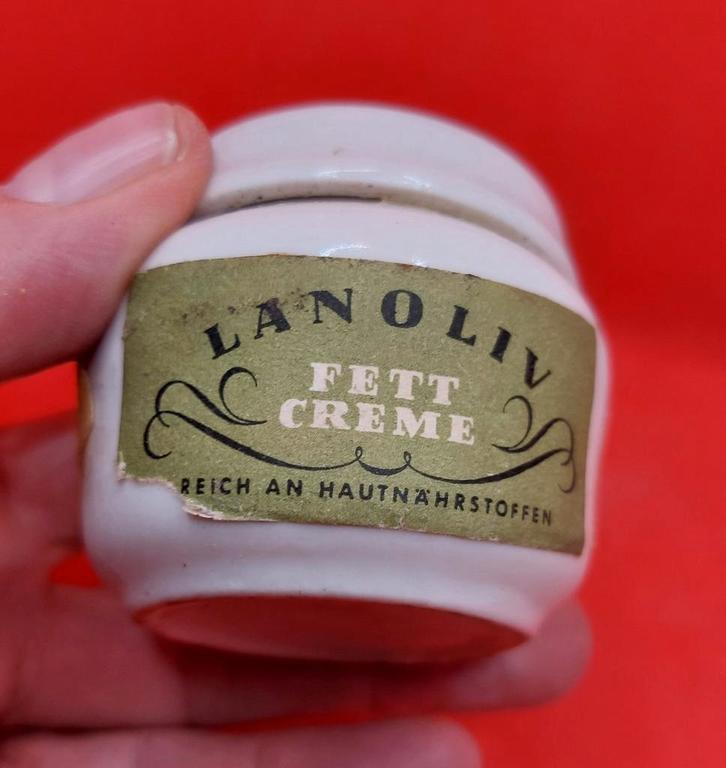 LANOLIV
FETT
CREME
REICH AN HAUTNÄHRSTOFFEN